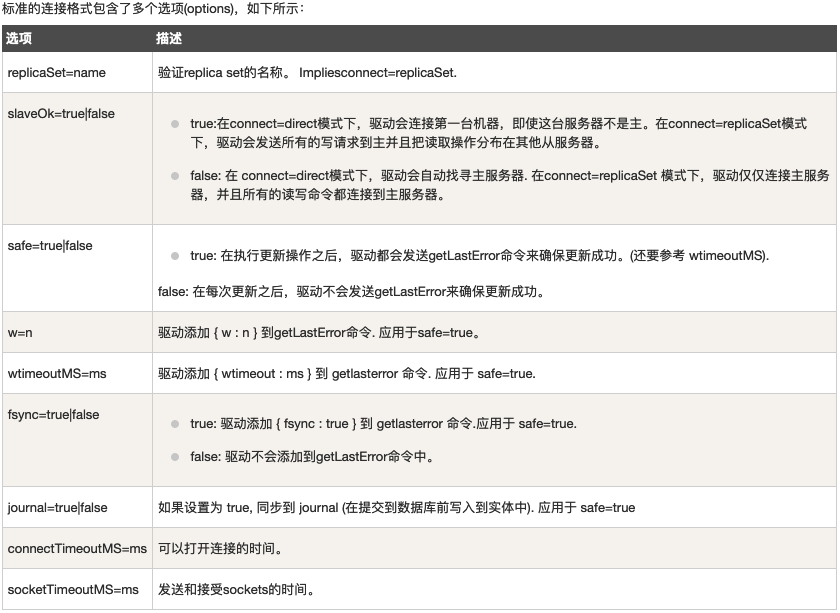 标准的连接格式包含了多个选项(options)，如下所示：
选项 描述
replicaSet=name 验证replica set的名称。 Impliesconnect=replicaSet.
slaveOk=true|false
true:在connect=direct模式下，驱动会连接第一台机器，即使这台服务器不是主。在connect=replicaSet模式
下，驱动会发送所有的写请求到主并且把读取操作分布在其他从服务器。
false: 在 connect=direct模式下，驱动会自动找寻主服务器. 在connect=replicaSet 模式下，驱动仅仅连接主服务
器，并且所有的读写命令都连接到主服务器。
safe=true|false
true: 在执行更新操作之后，驱动都会发送getLastError命令来确保更新成功。(还要参考 wtimeoutMS).
false: 在每次更新之后，驱动不会发送getLastError来确保更新成功。
w=n 驱动添加 { w : n } 到getLastError命令. 应用于safe=true。
wtimeoutMS=ms 驱动添加 { wtimeout : ms } 到 getlasterror 命令. 应用于 safe=true.
fsync=true|false
true: 驱动添加 { fsync : true } 到 getlasterror 命令.应用于 safe=true.
false: 驱动不会添加到getLastError命令中。
journal=true|false 如果设置为 true, 同步到 journal (在提交到数据库前写入到实体中). 应用于 safe=true
connectTimeoutMS=ms 可以打开连接的时间。
socketTimeoutMS=ms 发送和接受sockets的时间。